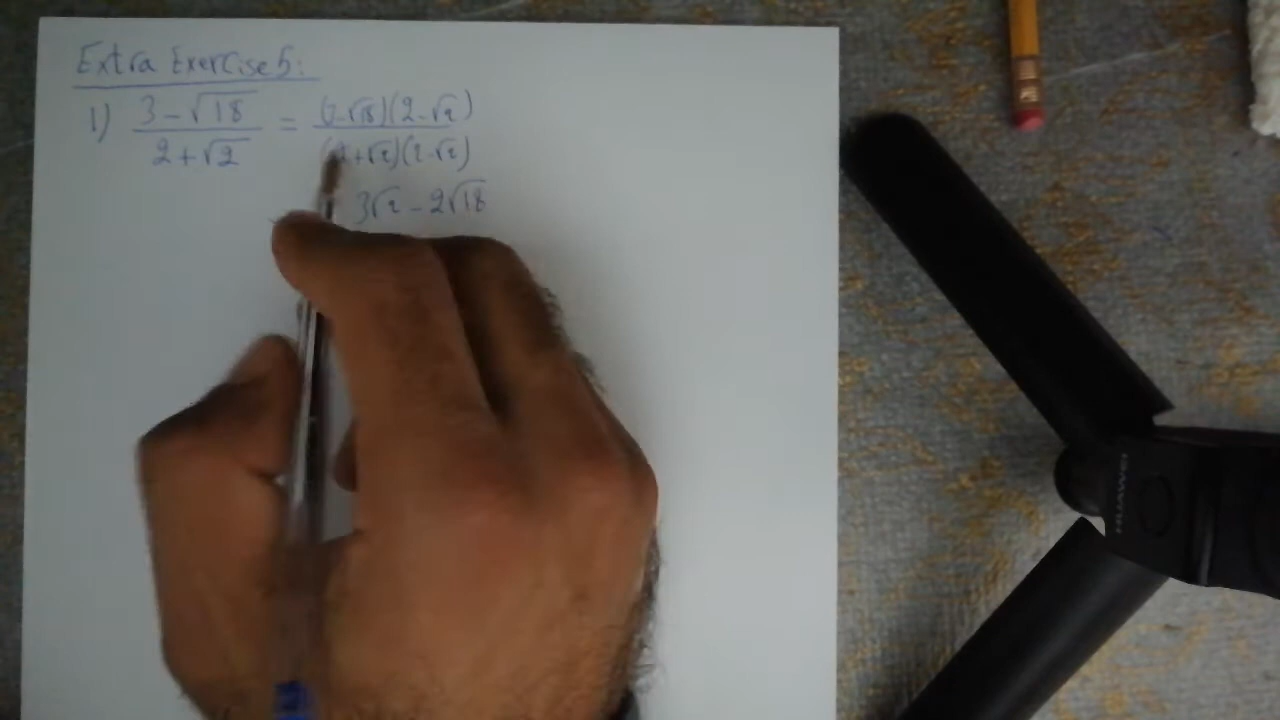 Extra Exercise 5:
1) 3 - √18 / 2 + √2 = (3-√18)(2-√2) / (2+√2)(2-√2)
3√2 - 2√18
HUAWEI